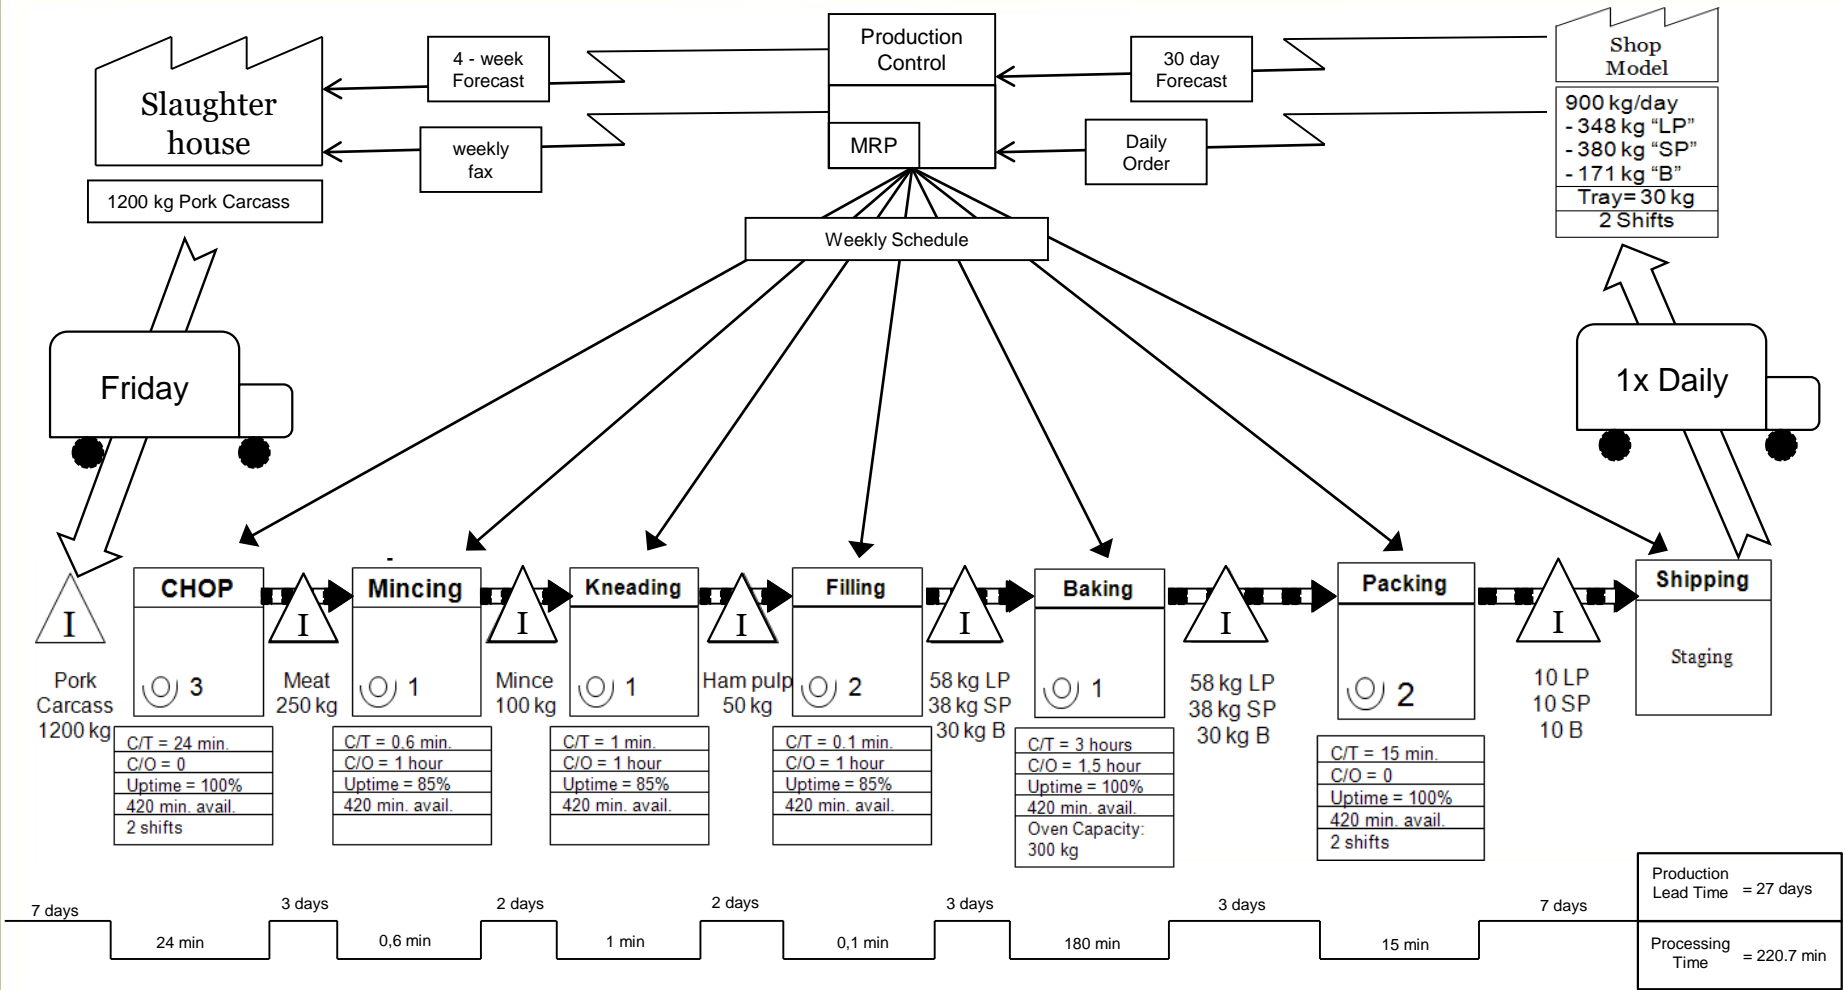 Slaughter
house
1200 kg Pork Carcass
4 - week
Forecast
weekly
fax
Production
Control
MRP
30 day
Forecast
Daily
Order
Shop
Model
900 kg/day
- 348 kg “LP”
- 380 kg “SP”
- 171 kg “B”
Tray= 30 kg
2 Shifts
Weekly Schedule
Friday
1x Daily
I
Pork
Carcass
1200 kg
CHOP
3
C/T = 24 min.
C/O = 0
Uptime = 100%
420 min. avail.
2 shifts
I
Meat
250 kg
-
Mincing
1
C/T = 0,6 min.
C/O = 1 hour
Uptime = 85%
420 min. avail.
I
Mince
100 kg
Kneading
1
C/T = 1 min.
C/O = 1 hour
Uptime = 85%
420 min. avail.
I
Ham pulp
50 kg
Filling
2
C/T = 0.1 min.
C/O = 1 hour
Uptime = 85%
420 min. avail.
I
58 kg LP
38 kg SP
30 kg B
Baking
1
C/T = 3 hours
C/O = 1.5 hour
Uptime = 100%
420 min. avail.
Oven Capacity:
300 kg
I
58 kg LP
38 kg SP
30 kg B
Packing
2
C/T = 15 min.
C/O = 0
Uptime = 100%
420 min. avail.
2 shifts
I
10 LP
10 SP
10 B
Shipping
Staging
7 days
24 min
3 days
0,6 min
2 days
1 min
2 days
0,1 min
3 days
180 min
3 days
15 min
7 days
Production
Lead Time = 27 days
Processing
Time = 220.7 min